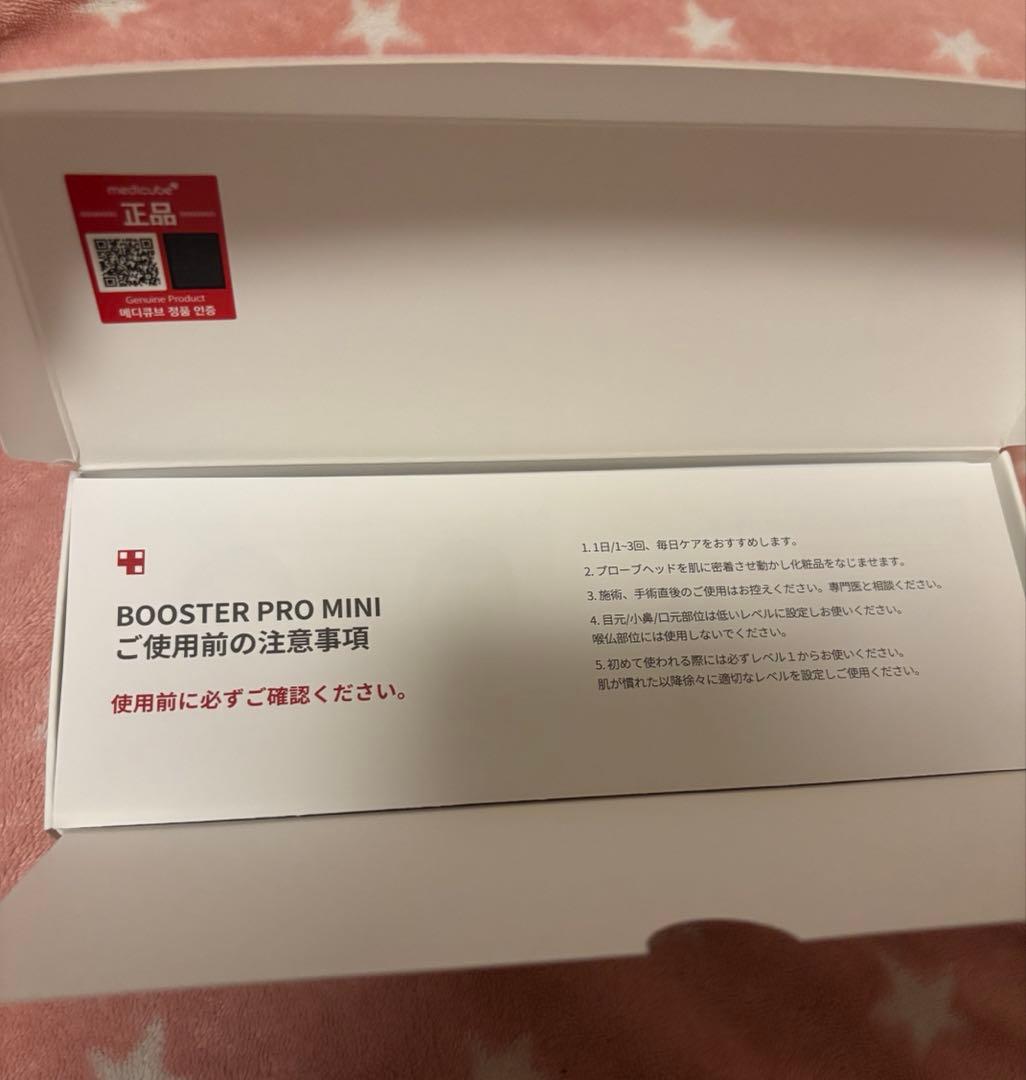 medicube
正品
Genuine Product
메디큐브 정품 인증
BOOSTER PRO MINI
ご使用前の注意事項
使用前に必ずご確認ください。
1. 1日/1~3回、毎日ケアをおすすめします。
2. プローブヘッドを肌に密着させ動かし化粧品をなじませます。
3. 施術、手術直後のご使用はお控えください。専門医と相談ください。
4. 目元/小鼻/口元部位は低いレベルに設定しお使いください。
喉仏部位には使用しないでください。
5. 初めて使われる際には必ずレベル１からお使いください。
肌が慣れた以降徐々に適切なレベルを設定しご使用ください。